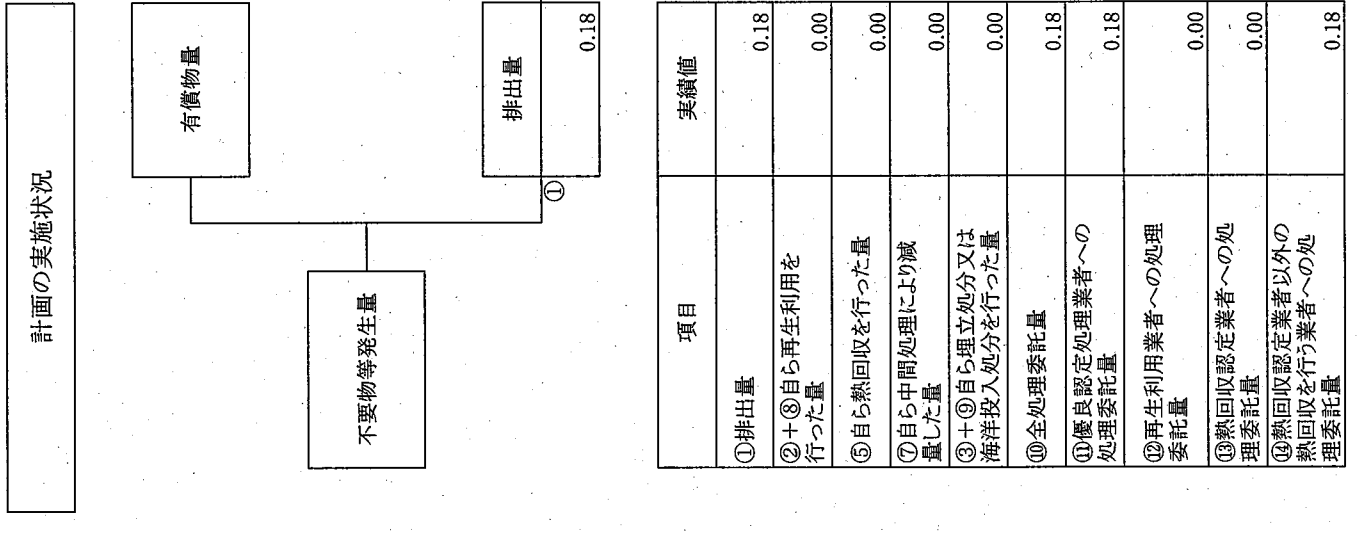 計画の実施状況
有償物量
不要物等発生量
排出量
①
0.18
項目
実績値
①排出量
0.18
②+⑧自ら再生利用を
行った量
0.00
⑤自ら熱回収を行った量
0.00
⑦自ら中間処理により減
量した量
0.00
③+⑨自ら埋立処分又は
海洋投入処分を行った量
0.00
⑩全処理委託量
0.18
⑪優良認定処理業者への
処理委託量
0.18
⑫再生利用業者への処理
委託量
0.00
⑬熱回収認定業者への処
理委託量
0.00
⑭熱回収認定業者以外の
熱回収を行う業者への処
理委託量
0.18